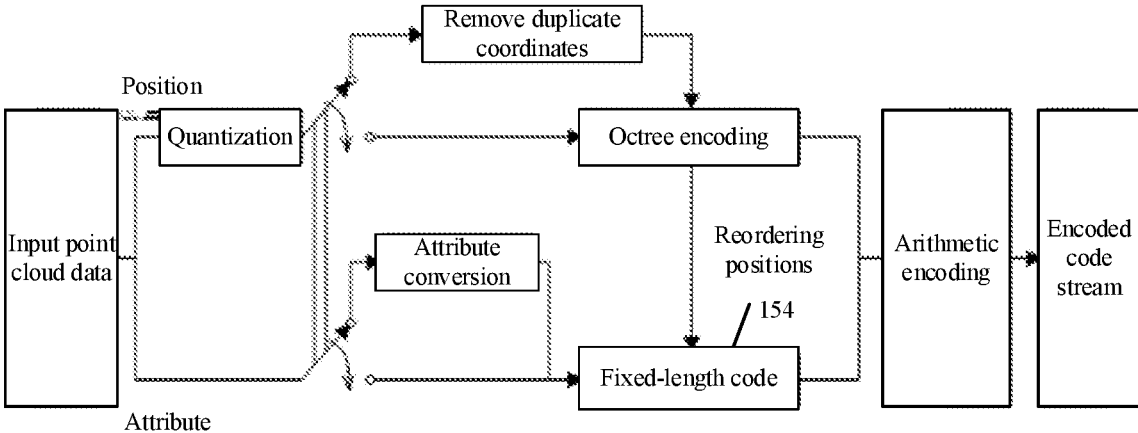 Remove duplicate
coordinates
Position
Quantization
Octree encoding
Input point
cloud data
Attribute
conversion
Reordering
positions
Arithmetic
encoding
Encoded
code
stream
154
Fixed-length code
Attribute